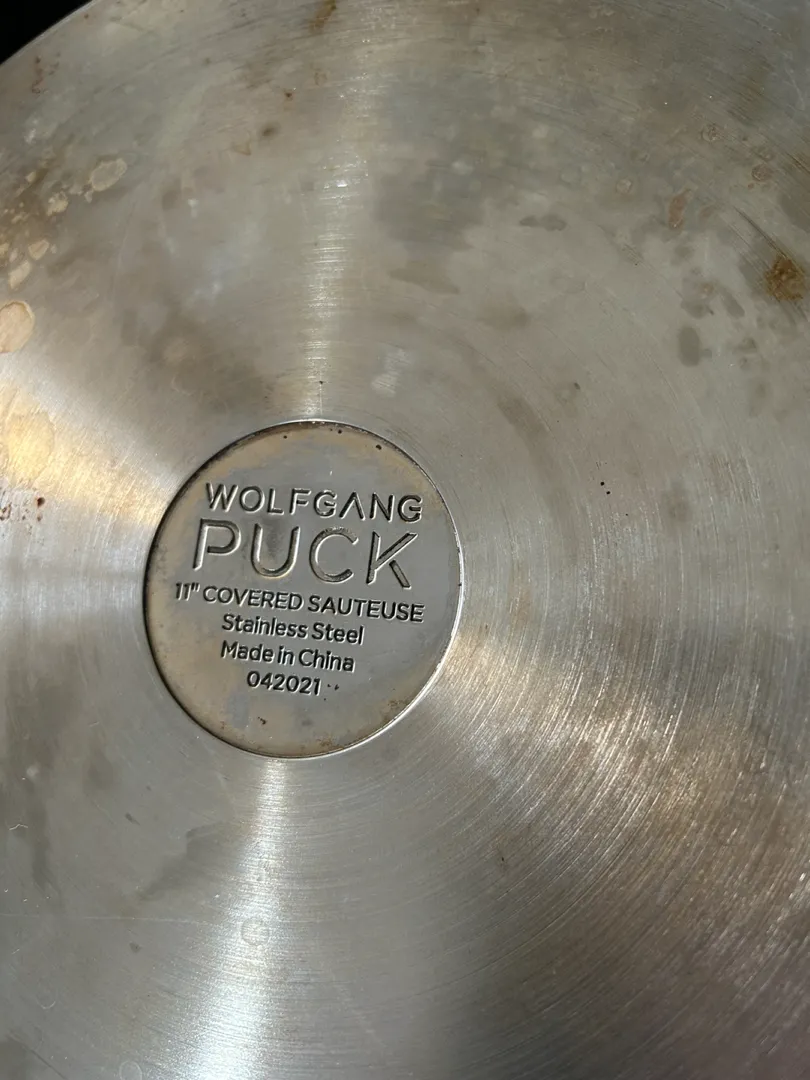 WOLFGANG
PUCK
11" COVERED SAUTEUSE
Stainless Steel
Made in China
042021